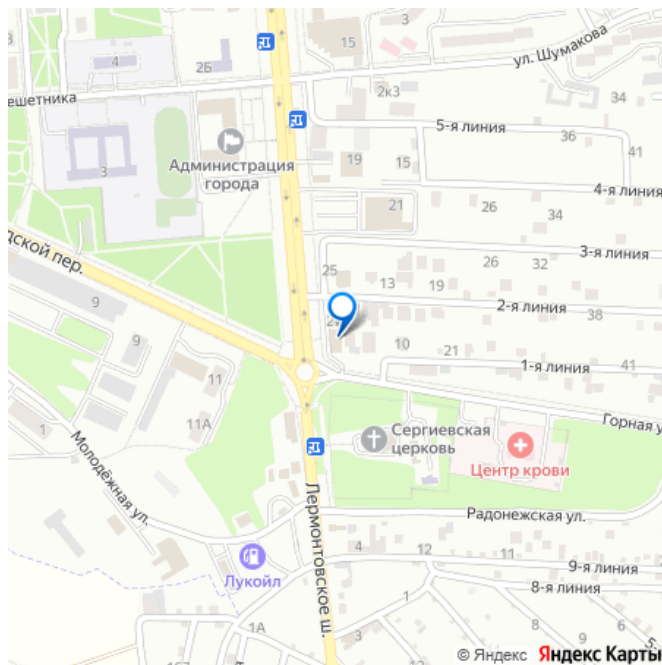 3
15
4
2Б
ул. Шумакова
2к3
34
ешетника
5-я линия
36
41
3
Администрация
города
19
15
4-я линия
21
26
34
дской пер.
3-я линия
25
26
32
13
19
9
2-я линия
38
9
10
21
1-я линия
41
11
11А
Горная у
1
Сергиевская
церковь
Центр крови
Молодёжная ул.
Лермонтовское ш.
Радонежская ул.
Лукойл
4
12
11
9-я линия
8-я линия
1
1А
3
9
© Яндекс Яндекс Карты